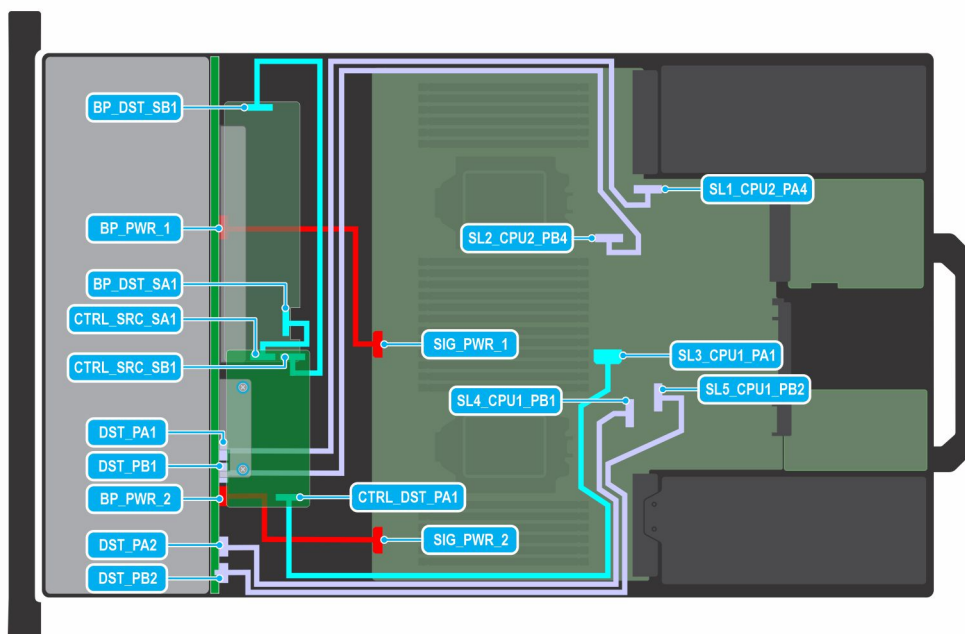 BP_DST_SB1
BP_PWR_1
BP_DST_SA1
CTRL_SRC_SA1
CTRL_SRC_SB1
DST_PA1
DST_PB1
BP_PWR_2
DST_PA2
DST_PB2
SL1_CPU2_PA4
SL2_CPU2_PB4
SIG_PWR_1
SL3_CPU1_PA1
SL4_CPU1_PB1
SL5_CPU1_PB2
CTRL_DST_PA1
SIG_PWR_2